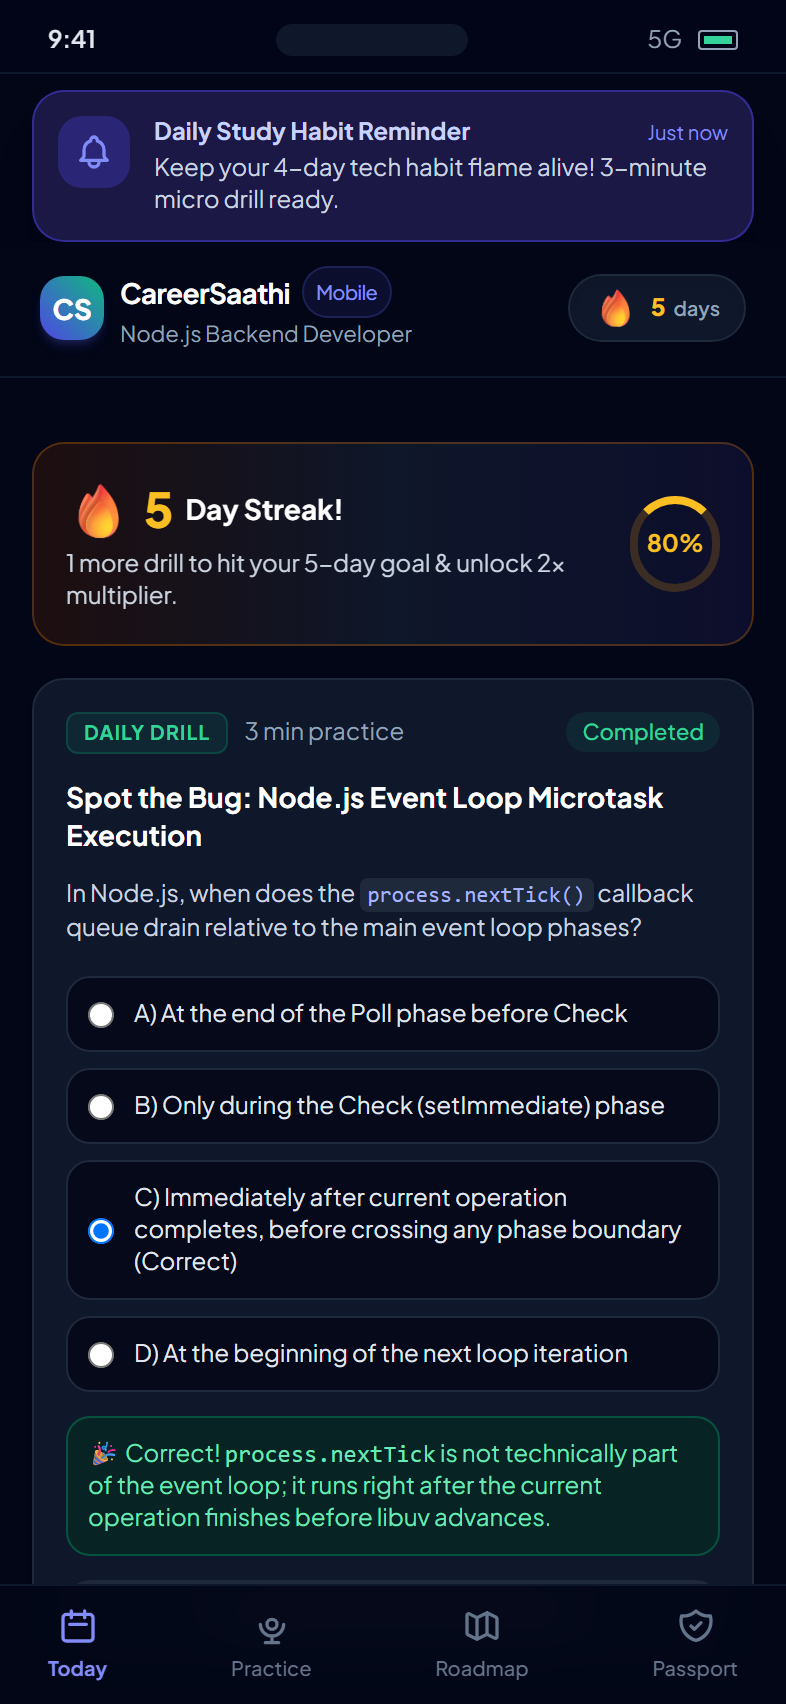 9:41
5G
Daily Study Habit Reminder
Just now
Keep your 4-day tech habit flame alive! 3-minute
micro drill ready.
CS
CareerSaathi
Mobile
Node.js Backend Developer
5 days
5 Day Streak!
1 more drill to hit your 5-day goal & unlock 2x
multiplier.
80%
DAILY DRILL
3 min practice
Completed
Spot the Bug: Node.js Event Loop Microtask
Execution
In Node.js, when does the process.nextTick() callback
queue drain relative to the main event loop phases?
A) At the end of the Poll phase before Check
B) Only during the Check (setImmediate) phase
C) Immediately after current operation
completes, before crossing any phase boundary
(Correct)
D) At the beginning of the next loop iteration
🎉 Correct! process.nextTick is not technically part
of the event loop; it runs right after the current
operation finishes before libuv advances.
Today
Practice
Roadmap
Passport